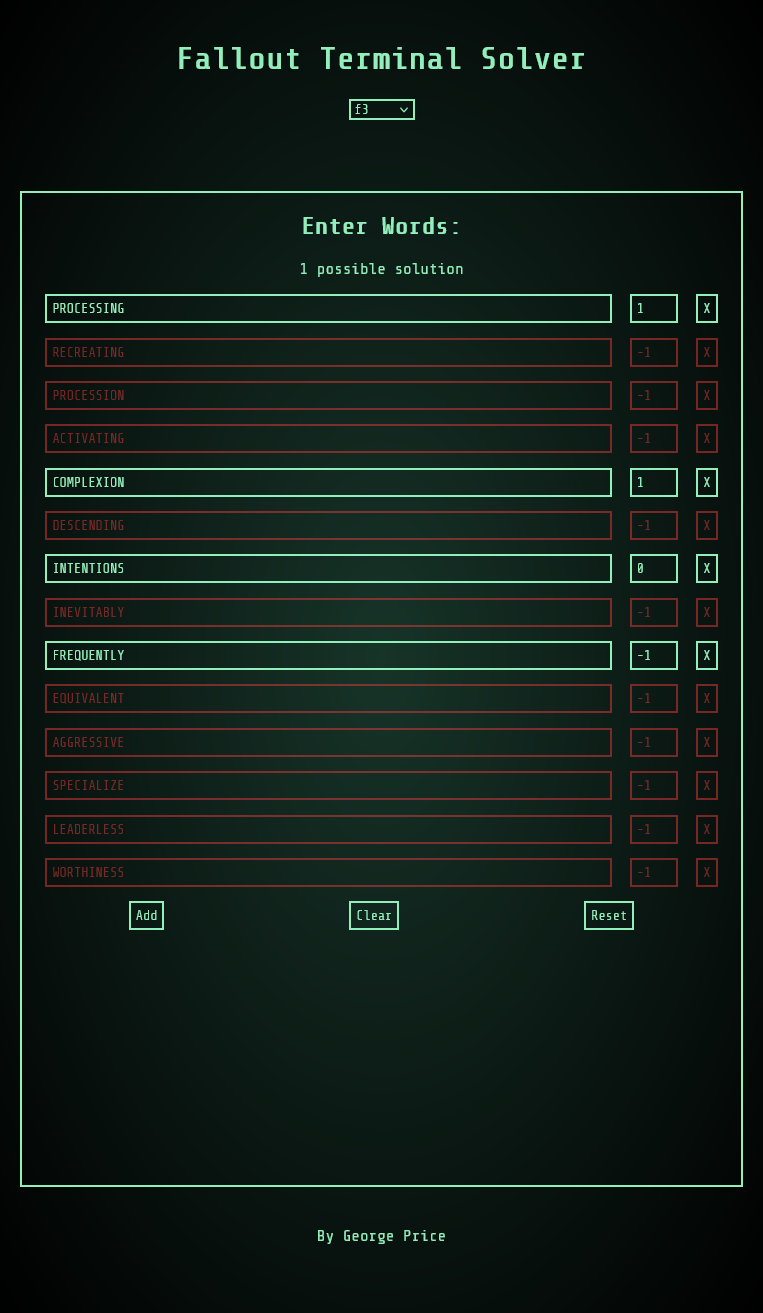 Fallout Terminal Solver
f3
Enter Words:
1 possible solution
PROCESSING 1 X
RECREATING -1 X
PROCESSION -1 X
ACTIVATING -1 X
COMPLEXION 1 X
DESCENDING -1 X
INTENTIONS 0 X
INEVITABLY -1 X
FREQUENTLY -1 X
EQUIVALENT -1 X
AGGRESSIVE -1 X
SPECIALIZE -1 X
LEADERLESS -1 X
WORTHINESS -1 X
Add Clear Reset
By George Price